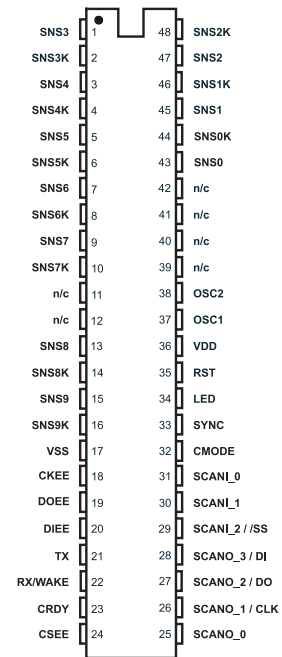 SNS3 1 48 SNS2K
SNS3K 2 47 SNS2
SNS4 3 46 SNS1K
SNS4K 4 45 SNS1
SNS5 5 44 SNS0K
SNS5K 6 43 SNS0
SNS6 7 42 n/c
SNS6K 8 41 n/c
SNS7 9 40 n/c
SNS7K 10 39 n/c
n/c 11 38 OSC2
n/c 12 37 OSC1
SNS8 13 36 VDD
SNS8K 14 35 RST
SNS9 15 34 LED
SNS9K 16 33 SYNC
VSS 17 32 CMODE
CKEE 18 31 SCANI_0
DOEE 19 30 SCANI_1
DIEE 20 29 SCANI_2 / /SS
TX 21 28 SCANO_3 / DI
RX/WAKE 22 27 SCANO_2 / DO
CRDY 23 26 SCANO_1 / CLK
CSEE 24 25 SCANO_0